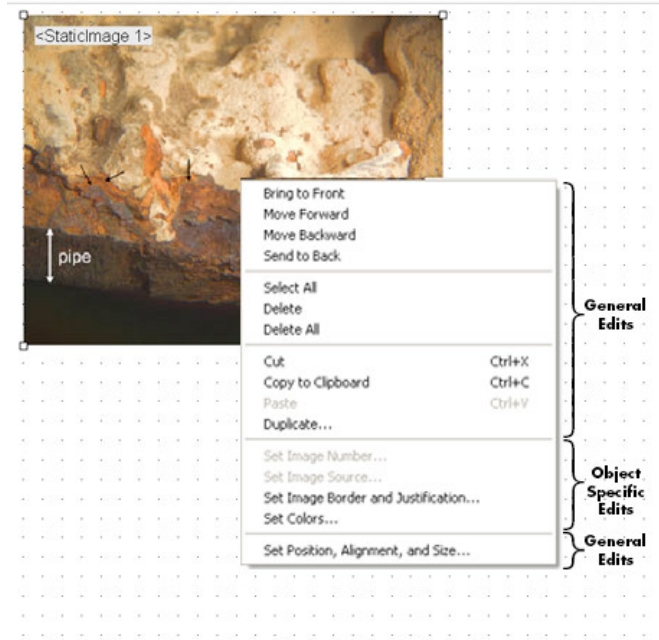 <StaticImage 1>
pipe
Bring to Front
Move Forward
Move Backward
Send to Back
Select All
Delete
Delete All
Cut Ctrl+X
Copy to Clipboard Ctrl+C
Paste Ctrl+V
Duplicate...
Set Image Number...
Set Image Source...
Set Image Border and Justification...
Set Colors...
Set Position, Alignment, and Size...
General
Edits
Object
Specific
Edits
General
Edits